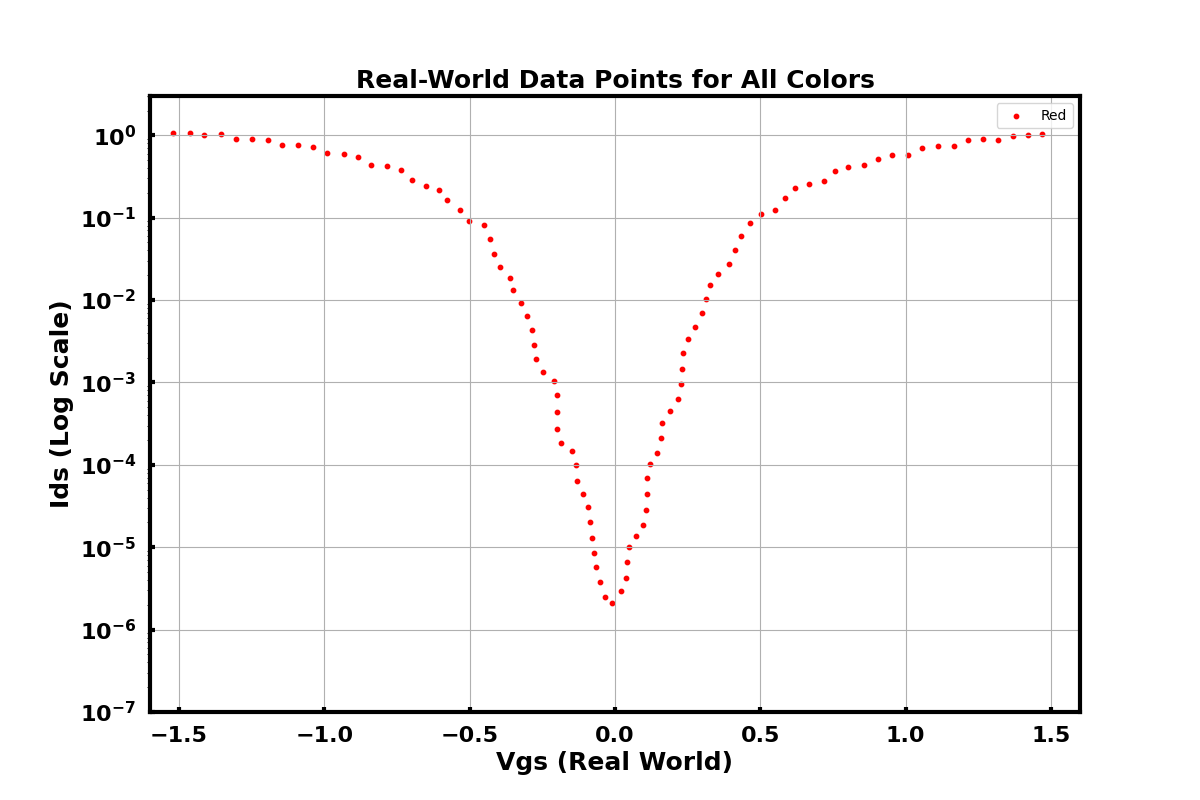 Real-World Data Points for All Colors
Red
10⁰
10⁻¹
10⁻²
10⁻³
10⁻⁴
10⁻⁵
10⁻⁶
10⁻⁷
Ids (Log Scale)
−1.5 −1.0 −0.5 0.0 0.5 1.0 1.5
Vgs (Real World)